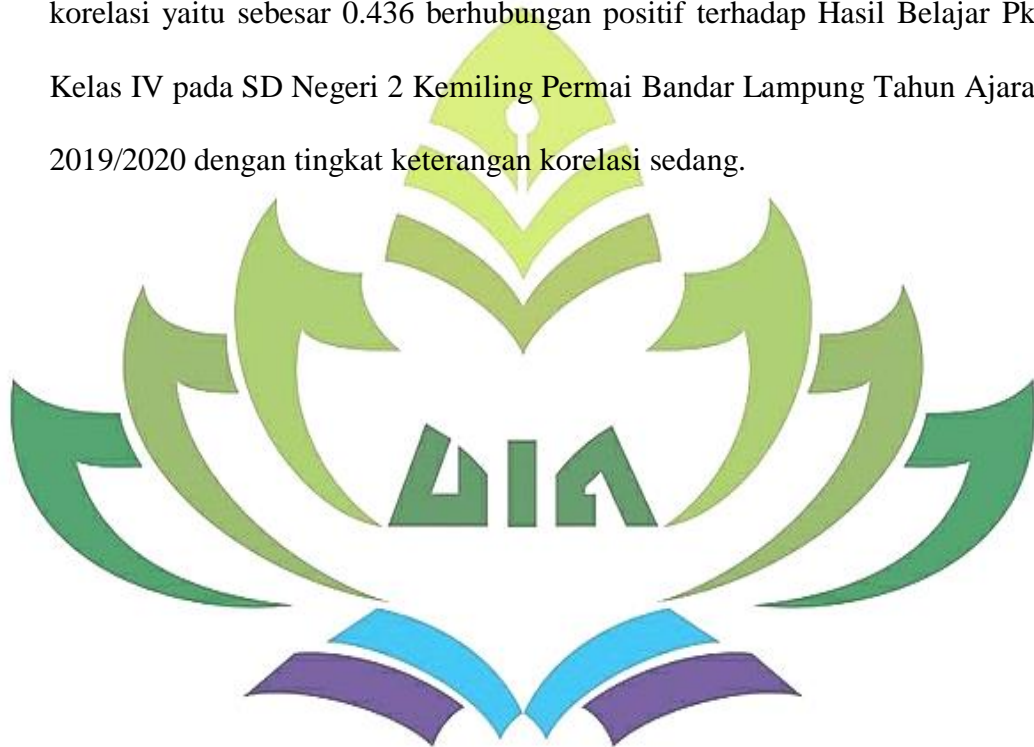 korelasi yaitu sebesar 0.436 berhubungan positif terhadap Hasil Belajar Pk
Kelas IV pada SD Negeri 2 Kemiling Permai Bandar Lampung Tahun Ajara
2019/2020 dengan tingkat keterangan korelasi sedang.
UIN